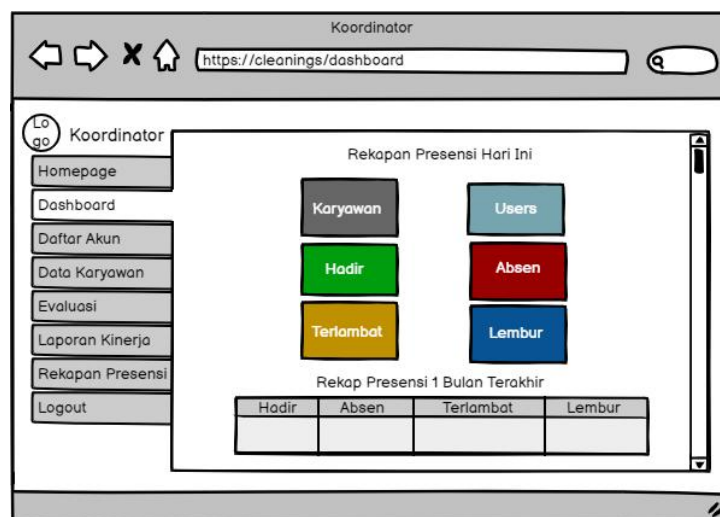 Koordinator
https://cleanings/dashboard
Lo
go
Koordinator
Homepage
Dashboard
Daftar Akun
Data Karyawan
Evaluasi
Laporan Kinerja
Rekapan Presensi
Logout
Rekapan Presensi Hari Ini
Karyawan Users
Hadir Absen
Terlambat Lembur
Rekap Presensi 1 Bulan Terakhir
Hadir Absen Terlambat Lembur